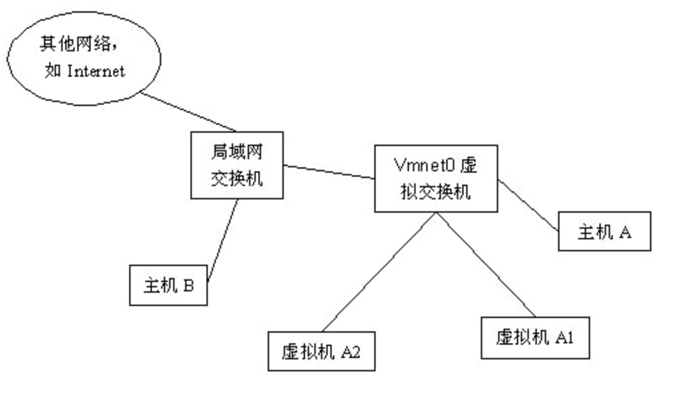 其他网络，
如 Internet
局域网
交换机
Vmnet0 虚
拟交换机
主机 A
主机 B
虚拟机 A2
虚拟机 A1